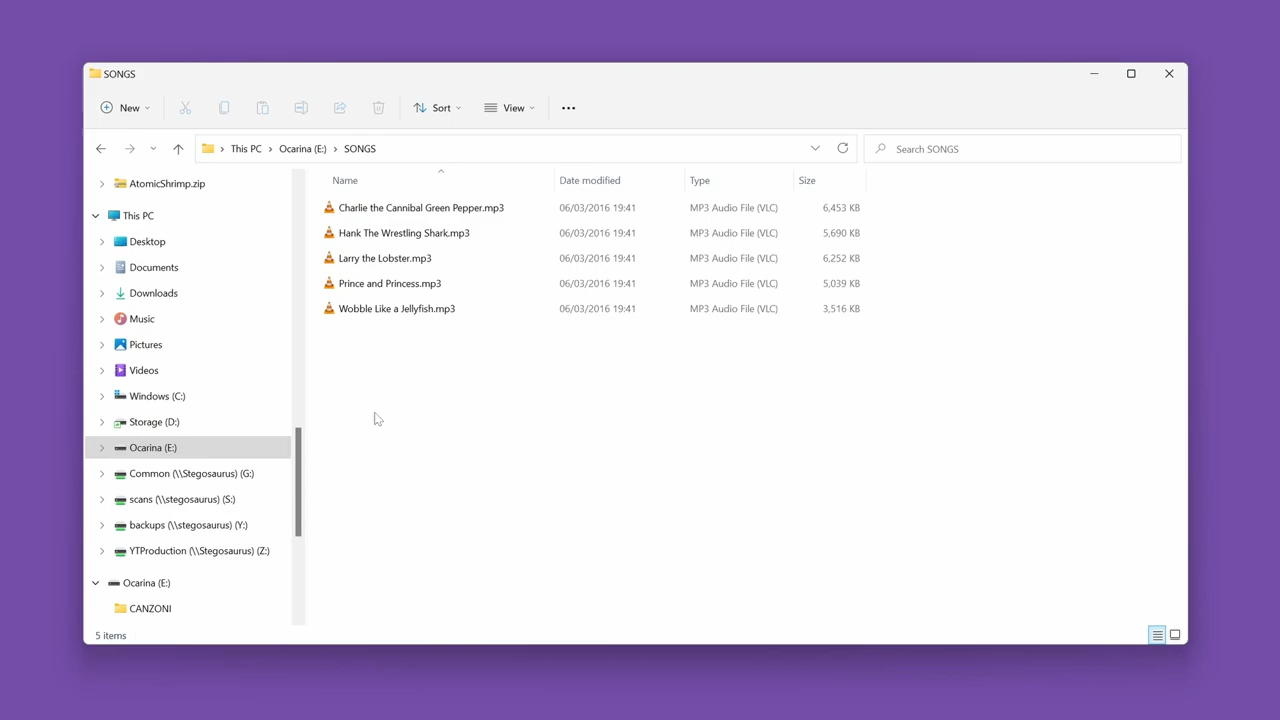 SONGS
New
Sort
View
This PC > Ocarina (E:) > SONGS
Search SONGS
AtomicShrimp.zip
This PC
Desktop
Documents
Downloads
Music
Pictures
Videos
Windows (C:)
Storage (D:)
Ocarina (E:)
Common (\\Stegosaurus) (G:)
scans (\\stegosaurus) (S:)
backups (\\stegosaurus) (Y:)
YTProduction (\\Stegosaurus) (Z:)
Ocarina (E:)
CANZONI
Name Date modified Type Size
Charlie the Cannibal Green Pepper.mp3 06/03/2016 19:41 MP3 Audio File (VLC) 6,453 KB
Hank The Wrestling Shark.mp3 06/03/2016 19:41 MP3 Audio File (VLC) 5,690 KB
Larry the Lobster.mp3 06/03/2016 19:41 MP3 Audio File (VLC) 6,252 KB
Prince and Princess.mp3 06/03/2016 19:41 MP3 Audio File (VLC) 5,039 KB
Wobble Like a Jellyfish.mp3 06/03/2016 19:41 MP3 Audio File (VLC) 3,516 KB
5 items